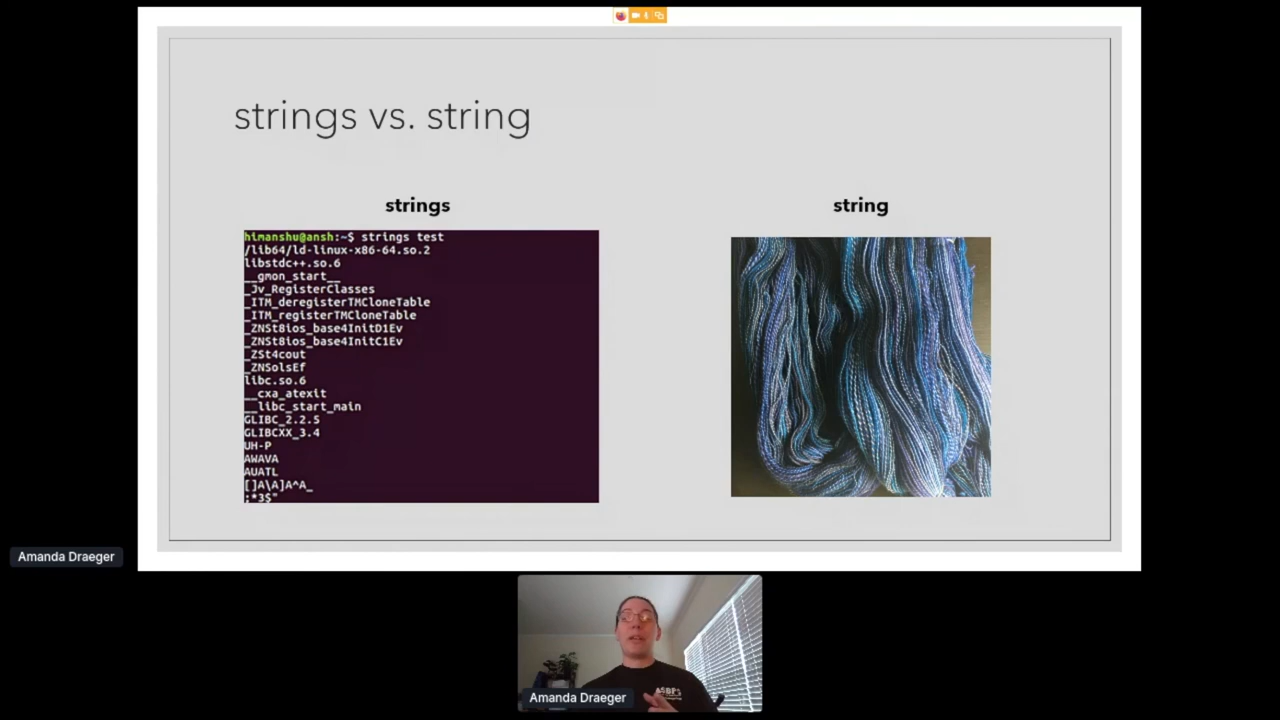 strings vs. string
strings
string
himanshu@ansh:~$ strings test
/lib64/ld-linux-x86-64.so.2
libstdc++.so.6
__gmon_start__
_Jv_RegisterClasses
_ITM_deregisterTMCloneTable
_ITM_registerTMCloneTable
_ZNSt8ios_base4InitD1Ev
_ZNSt8ios_base4InitC1Ev
_ZSt4cout
_ZNSolsEf
libc.so.6
__cxa_atexit
__libc_start_main
GLIBC_2.2.5
GLIBCXX_3.4
UH-P
AWAVA
AUATL
[]A\A]A^A_
;*3$"
Amanda Draeger
Amanda Draeger